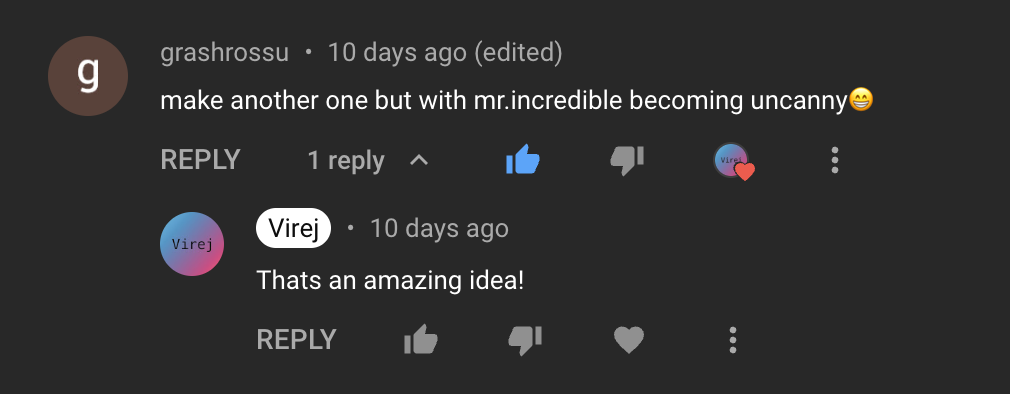 g
grashrossu • 10 days ago (edited)
make another one but with mr.incredible becoming uncanny😁
REPLY 1 reply
Virej
Virej • 10 days ago
Virej
Thats an amazing idea!
REPLY